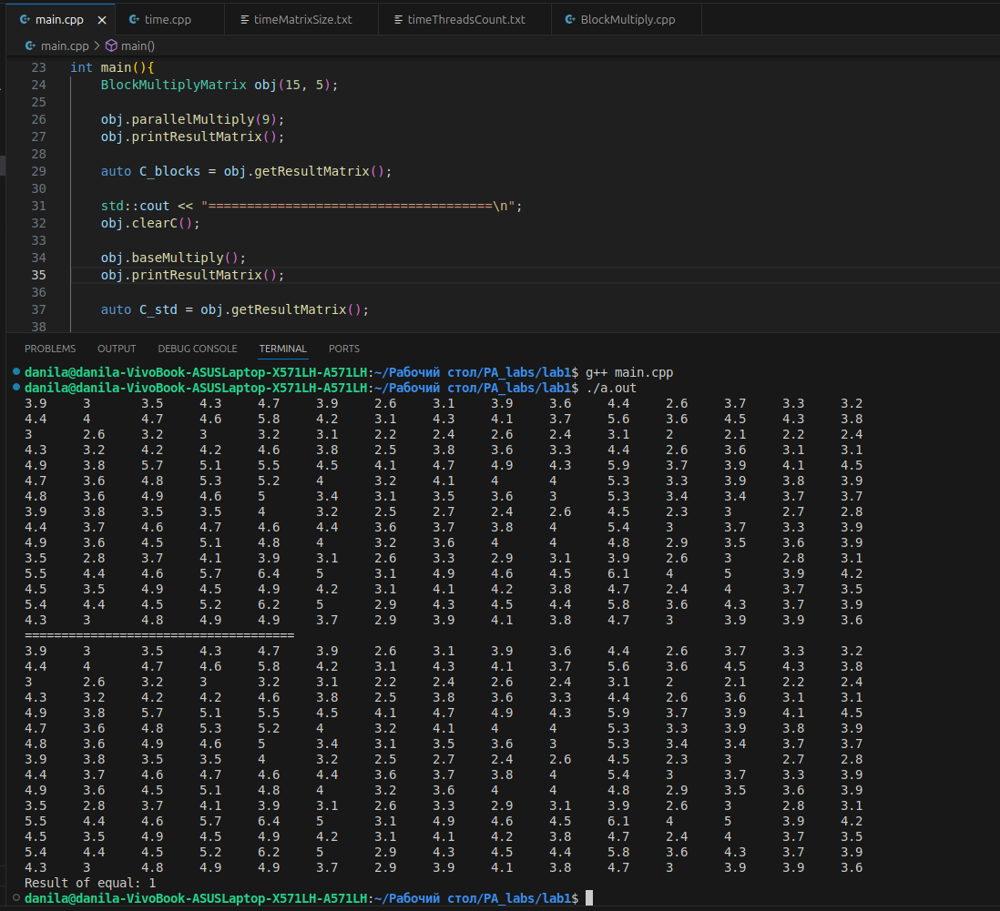 main.cpp × time.cpp timeMatrixSize.txt timeThreadsCount.txt BlockMultiply.cpp
main.cpp > main()
23 int main(){
24 BlockMultiplyMatrix obj(15, 5);
25
26 obj.parallelMultiply(9);
27 obj.printResultMatrix();
28
29 auto C_blocks = obj.getResultMatrix();
30
31 std::cout << "=====================================\n";
32 obj.clearC();
33
34 obj.baseMultiply();
35 obj.printResultMatrix();
36
37 auto C_std = obj.getResultMatrix();
38
PROBLEMS OUTPUT DEBUG CONSOLE TERMINAL PORTS
danila@danila-VivoBook-ASUSLaptop-X571LH-A571LH:~/Рабочий стол/PA_labs/lab1$ g++ main.cpp
danila@danila-VivoBook-ASUSLaptop-X571LH-A571LH:~/Рабочий стол/PA_labs/lab1$ ./a.out
3.9 3 3.5 4.3 4.7 3.9 2.6 3.1 3.9 3.6 4.4 2.6 3.7 3.3 3.2
4.4 4 4.7 4.6 5.8 4.2 3.1 4.3 4.1 3.7 5.6 3.6 4.5 4.3 3.8
3 2.6 3.2 3 3.2 3.1 2.2 2.4 2.6 2.4 3.1 2 2.1 2.2 2.4
4.3 3.2 4.2 4.2 4.6 3.8 2.5 3.8 3.6 3.3 4.4 2.6 3.6 3.1 3.1
4.9 3.8 5.7 5.1 5.5 4.5 4.1 4.7 4.9 4.3 5.9 3.7 3.9 4.1 4.5
4.7 3.6 4.8 5.3 5.2 4 3.2 4.1 4 4 5.3 3.3 3.9 3.8 3.9
4.8 3.6 4.9 4.6 5 3.4 3.1 3.5 3.6 3 5.3 3.4 3.4 3.7 3.7
3.9 3.8 3.5 3.5 4 3.2 2.5 2.7 2.4 2.6 4.5 2.3 3 2.7 2.8
4.4 3.7 4.6 4.7 4.6 4.4 3.6 3.7 3.8 4 5.4 3 3.7 3.3 3.9
4.9 3.6 4.5 5.1 4.8 4 3.2 3.6 4 4 4.8 2.9 3.5 3.6 3.9
3.5 2.8 3.7 4.1 3.9 3.1 2.6 3.3 2.9 3.1 3.9 2.6 3 2.8 3.1
5.5 4.4 4.6 5.7 6.4 5 3.1 4.9 4.6 4.5 6.1 4 5 3.9 4.2
4.5 3.5 4.9 4.5 4.9 4.2 3.1 4.1 4.2 3.8 4.7 2.4 4 3.7 3.5
5.4 4.4 4.5 5.2 6.2 5 2.9 4.3 4.5 4.4 5.8 3.6 4.3 3.7 3.9
4.3 3 4.8 4.9 4.9 3.7 2.9 3.9 4.1 3.8 4.7 3 3.9 3.9 3.6
=====================================
3.9 3 3.5 4.3 4.7 3.9 2.6 3.1 3.9 3.6 4.4 2.6 3.7 3.3 3.2
4.4 4 4.7 4.6 5.8 4.2 3.1 4.3 4.1 3.7 5.6 3.6 4.5 4.3 3.8
3 2.6 3.2 3 3.2 3.1 2.2 2.4 2.6 2.4 3.1 2 2.1 2.2 2.4
4.3 3.2 4.2 4.2 4.6 3.8 2.5 3.8 3.6 3.3 4.4 2.6 3.6 3.1 3.1
4.9 3.8 5.7 5.1 5.5 4.5 4.1 4.7 4.9 4.3 5.9 3.7 3.9 4.1 4.5
4.7 3.6 4.8 5.3 5.2 4 3.2 4.1 4 4 5.3 3.3 3.9 3.8 3.9
4.8 3.6 4.9 4.6 5 3.4 3.1 3.5 3.6 3 5.3 3.4 3.4 3.7 3.7
3.9 3.8 3.5 3.5 4 3.2 2.5 2.7 2.4 2.6 4.5 2.3 3 2.7 2.8
4.4 3.7 4.6 4.7 4.6 4.4 3.6 3.7 3.8 4 5.4 3 3.7 3.3 3.9
4.9 3.6 4.5 5.1 4.8 4 3.2 3.6 4 4 4.8 2.9 3.5 3.6 3.9
3.5 2.8 3.7 4.1 3.9 3.1 2.6 3.3 2.9 3.1 3.9 2.6 3 2.8 3.1
5.5 4.4 4.6 5.7 6.4 5 3.1 4.9 4.6 4.5 6.1 4 5 3.9 4.2
4.5 3.5 4.9 4.5 4.9 4.2 3.1 4.1 4.2 3.8 4.7 2.4 4 3.7 3.5
5.4 4.4 4.5 5.2 6.2 5 2.9 4.3 4.5 4.4 5.8 3.6 4.3 3.7 3.9
4.3 3 4.8 4.9 4.9 3.7 2.9 3.9 4.1 3.8 4.7 3 3.9 3.9 3.6
Result of equal: 1
danila@danila-VivoBook-ASUSLaptop-X571LH-A571LH:~/Рабочий стол/PA_labs/lab1$